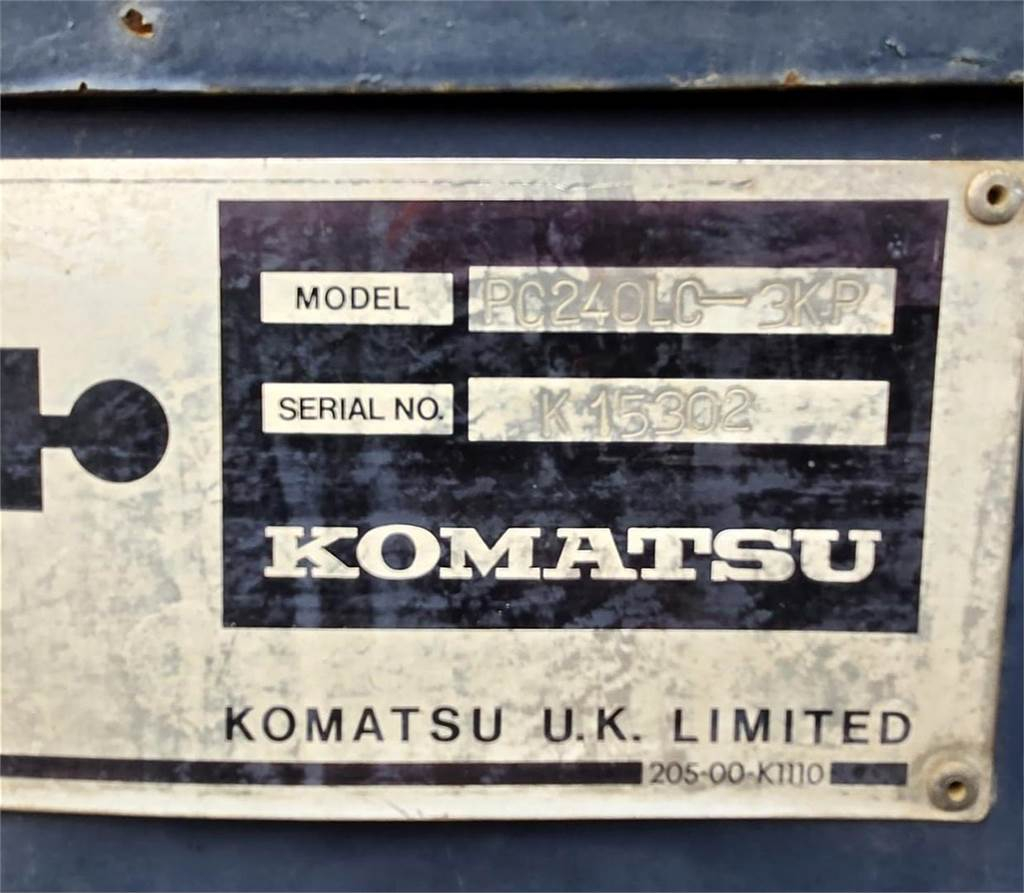 MODEL PC240LC-3KP
SERIAL NO. K 15302
KOMATSU
KOMATSU U.K. LIMITED
205-00-K1110